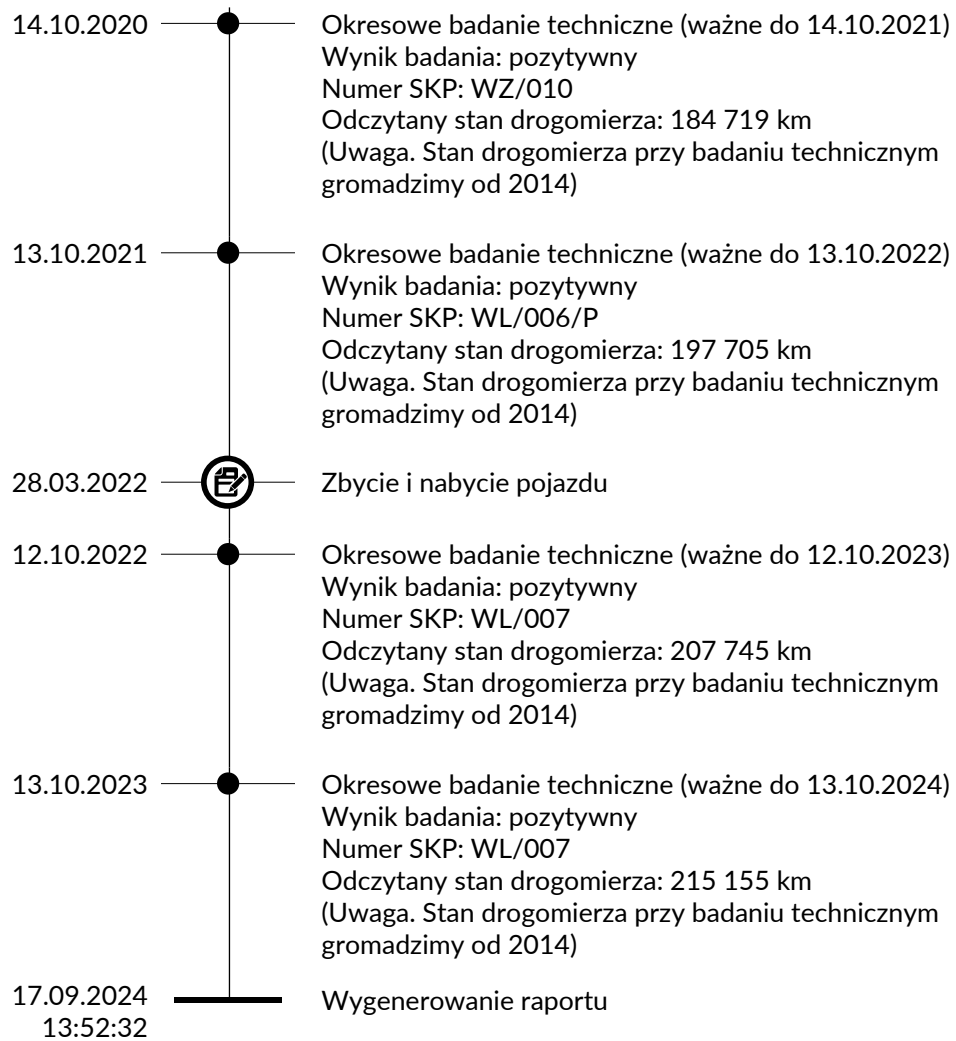 14.10.2020
Okresowe badanie techniczne (ważne do 14.10.2021)
Wynik badania: pozytywny
Numer SKP: WZ/010
Odczytany stan drogomierza: 184 719 km
(Uwaga. Stan drogomierza przy badaniu technicznym
gromadzimy od 2014)
13.10.2021
Okresowe badanie techniczne (ważne do 13.10.2022)
Wynik badania: pozytywny
Numer SKP: WL/006/P
Odczytany stan drogomierza: 197 705 km
(Uwaga. Stan drogomierza przy badaniu technicznym
gromadzimy od 2014)
28.03.2022
Zbycie i nabycie pojazdu
12.10.2022
Okresowe badanie techniczne (ważne do 12.10.2023)
Wynik badania: pozytywny
Numer SKP: WL/007
Odczytany stan drogomierza: 207 745 km
(Uwaga. Stan drogomierza przy badaniu technicznym
gromadzimy od 2014)
13.10.2023
Okresowe badanie techniczne (ważne do 13.10.2024)
Wynik badania: pozytywny
Numer SKP: WL/007
Odczytany stan drogomierza: 215 155 km
(Uwaga. Stan drogomierza przy badaniu technicznym
gromadzimy od 2014)
17.09.2024
13:52:32
Wygenerowanie raportu